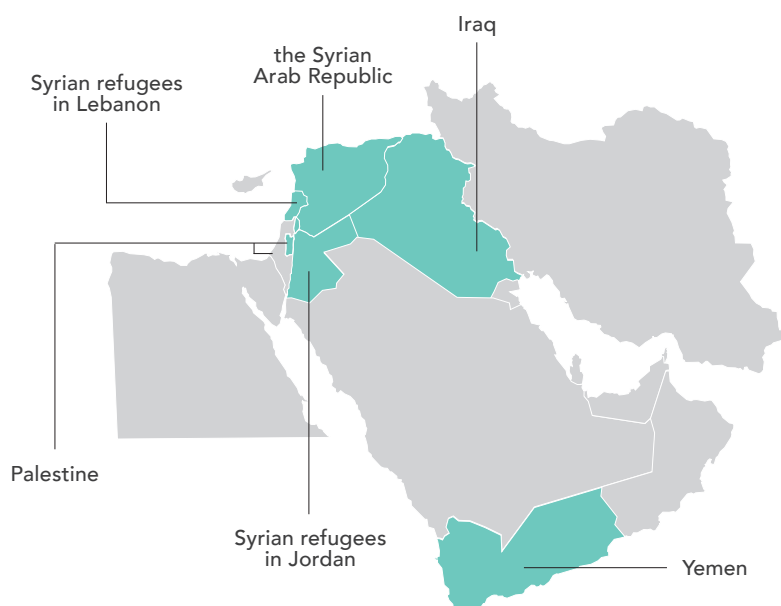 Iraq
the Syrian
Arab Republic
Syrian refugees
in Lebanon
Palestine
Syrian refugees
in Jordan
Yemen